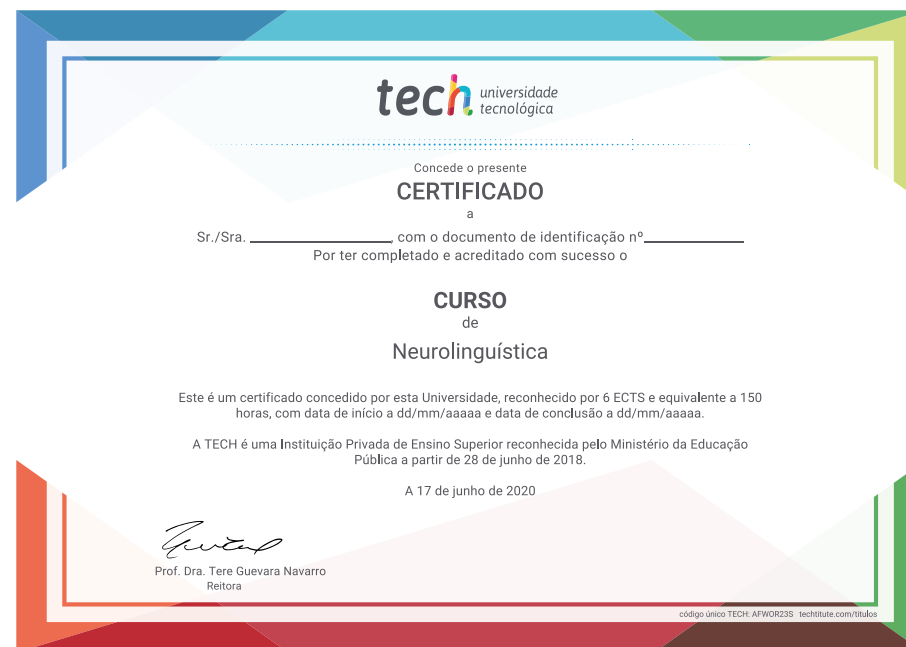 tech universidade
tecnológica
Concede o presente
CERTIFICADO
a
Sr./Sra. ____________________, com o documento de identificação nº______________
Por ter completado e acreditado com sucesso o
CURSO
de
Neurolinguística
Este é um certificado concedido por esta Universidade, reconhecido por 6 ECTS e equivalente a 150
horas, com data de início a dd/mm/aaaaa e data de conclusão a dd/mm/aaaaa.
A TECH é uma Instituição Privada de Ensino Superior reconhecida pelo Ministério da Educação
Pública a partir de 28 de junho de 2018.
A 17 de junho de 2020
Prof. Dra. Tere Guevara Navarro
Reitora
código único TECH: AFWOR23S techtitute.com/titulos